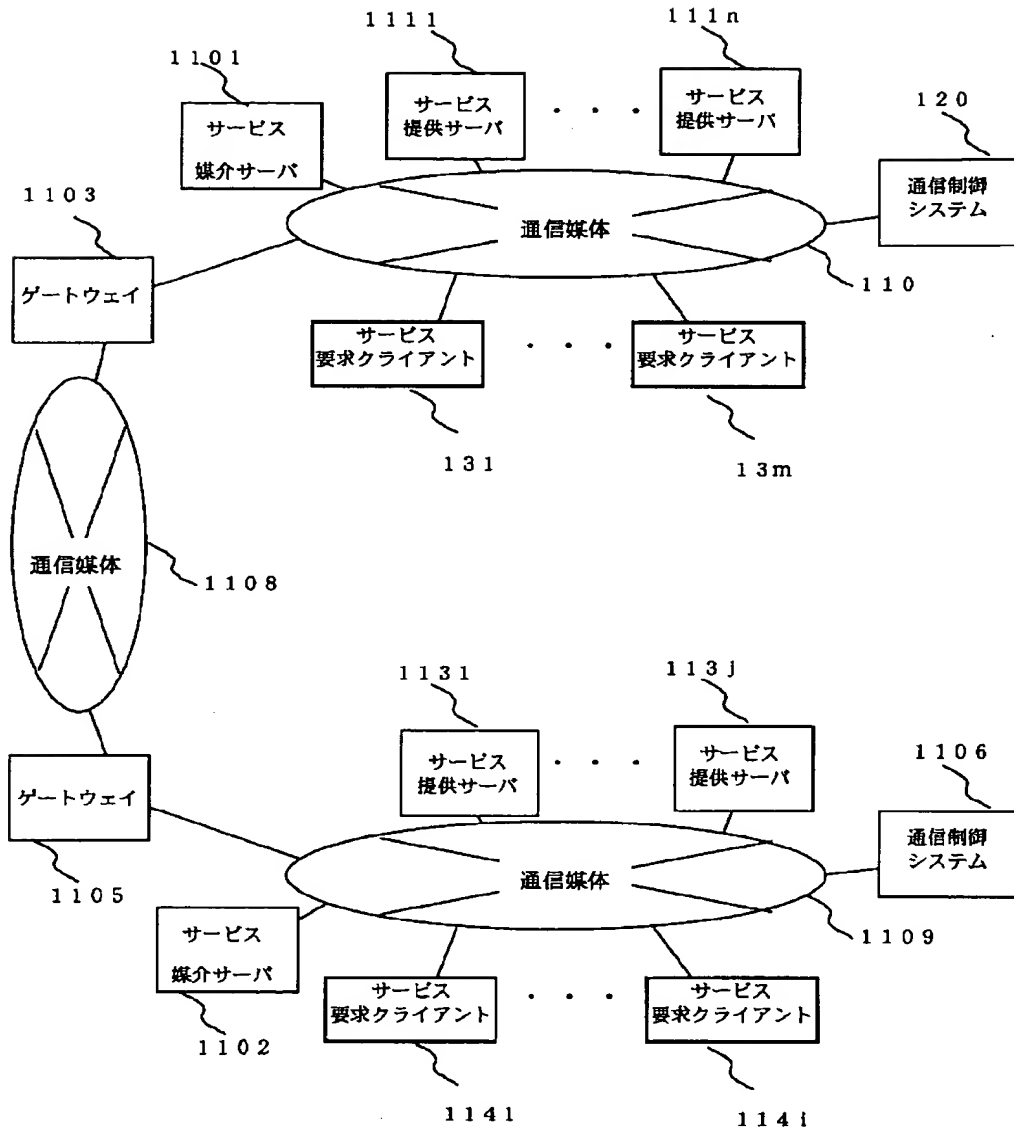 1111
111n
1101
サービス
提供サーバ
・・・
サービス
提供サーバ
120
サービス
媒介サーバ
通信制御
システム
1103
通信媒体
110
ゲートウェイ
サービス
要求クライアント
・・・
サービス
要求クライアント
131
13m
通信媒体
1108
1131
113j
サービス
提供サーバ
・・・
サービス
提供サーバ
1106
ゲートウェイ
通信制御
システム
通信媒体
1105
1109
サービス
媒介サーバ
サービス
要求クライアント
・・・
サービス
要求クライアント
1102
1141
114i